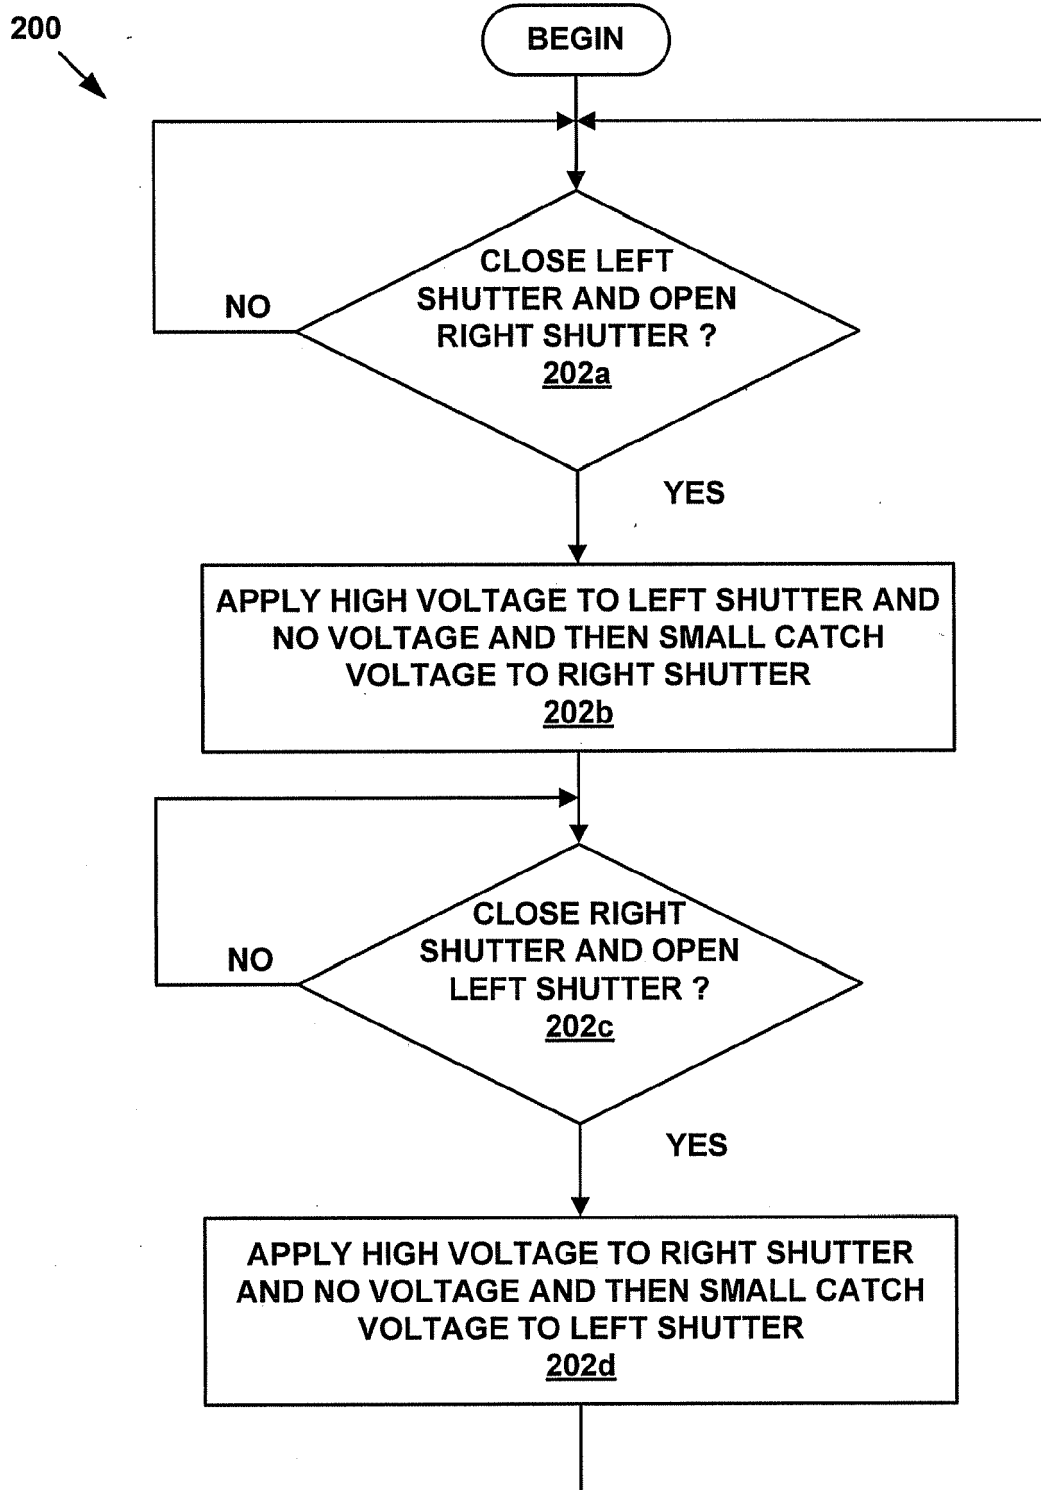 200
BEGIN
CLOSE LEFT
SHUTTER AND OPEN
RIGHT SHUTTER ?
202a
NO
YES
APPLY HIGH VOLTAGE TO LEFT SHUTTER AND
NO VOLTAGE AND THEN SMALL CATCH
VOLTAGE TO RIGHT SHUTTER
202b
CLOSE RIGHT
SHUTTER AND OPEN
LEFT SHUTTER ?
202c
NO
YES
APPLY HIGH VOLTAGE TO RIGHT SHUTTER
AND NO VOLTAGE AND THEN SMALL CATCH
VOLTAGE TO LEFT SHUTTER
202d